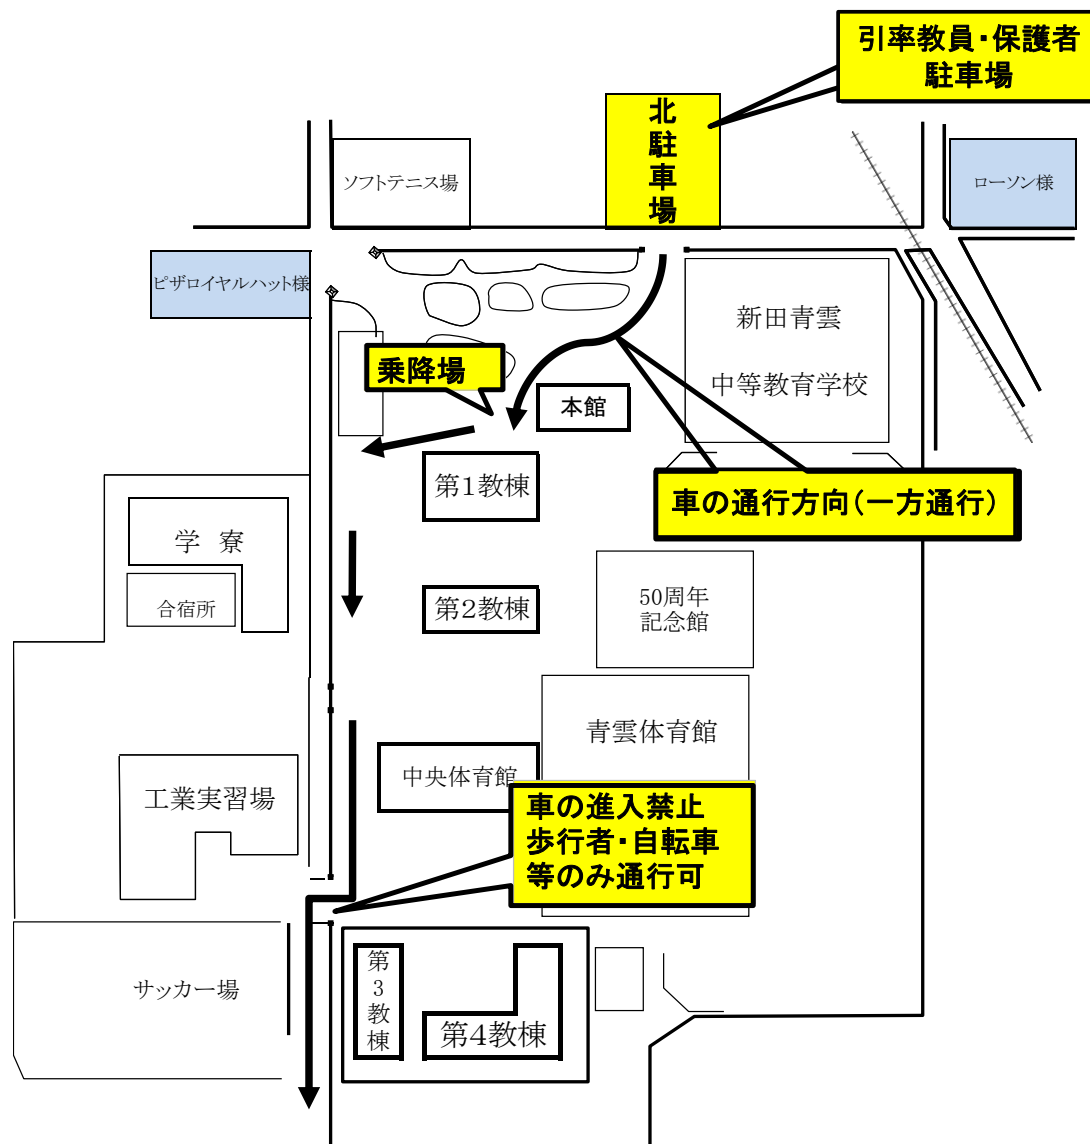 引率教員・保護者
駐車場
北駐車場
ソフトテニス場
ローソン様
ピザロイヤルハット様
新田青雲
中等教育学校
乗降場
本館
第1教棟
車の通行方向(一方通行)
学 寮
合宿所
第2教棟
50周年
記念館
青雲体育館
中央体育館
工業実習場
車の進入禁止
歩行者・自転車
等のみ通行可
サッカー場
第3教棟
第4教棟